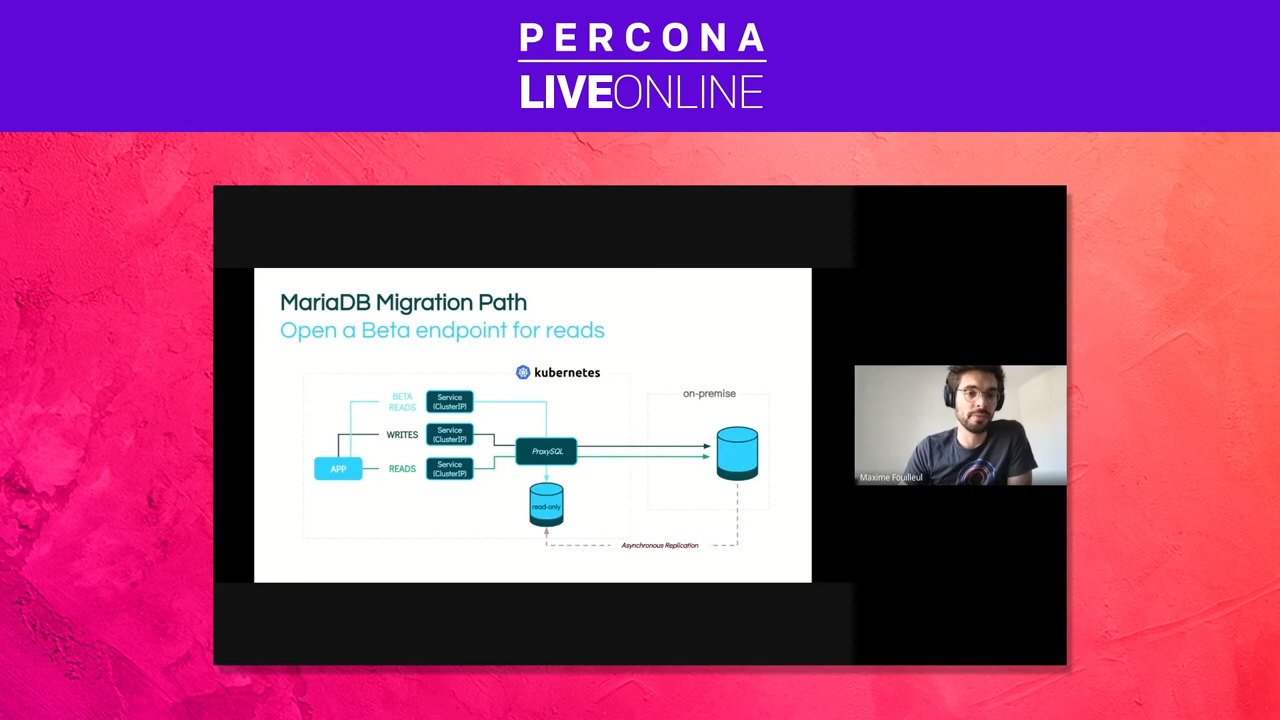 PERCONA
LIVEONLINE
MariaDB Migration Path
Open a Beta endpoint for reads
kubernetes
on-premise
BETA
READS
Service
(ClusterIP)
WRITES
Service
(ClusterIP)
ProxySQL
APP
READS
Service
(ClusterIP)
read-only
Asynchronous Replication
Maxime Fouilleul